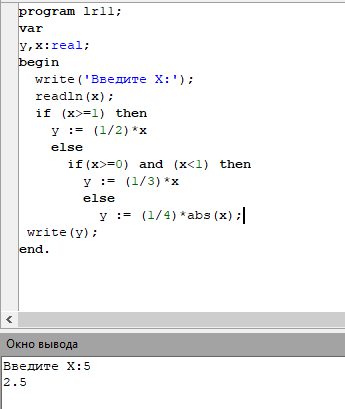 program lr11;
var
y,x:real;
begin
write('Введите X:');
readln(x);
if (x>=1) then
y := (1/2)*x
else
if(x>=0) and (x<1) then
y := (1/3)*x
else
y := (1/4)*abs(x);
write(y);
end.
Окно вывода
Введите X:5
2.5